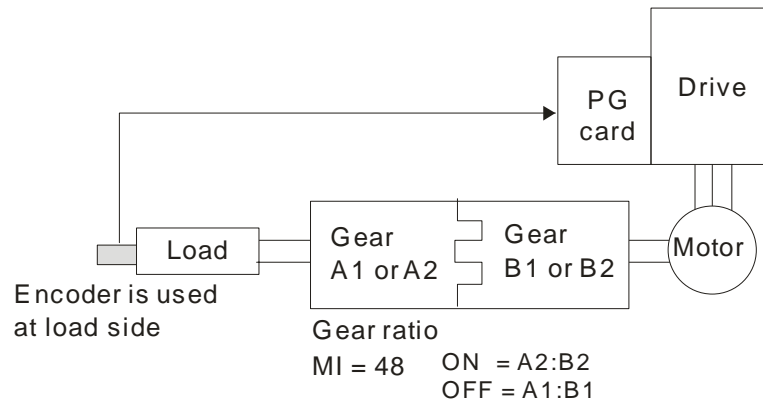 PG
card
Drive
Load
Gear
A1 or A2
Gear
B1 or B2
Motor
Encoder is used
at load side
Gear ratio
MI = 48
ON = A2:B2
OFF = A1:B1